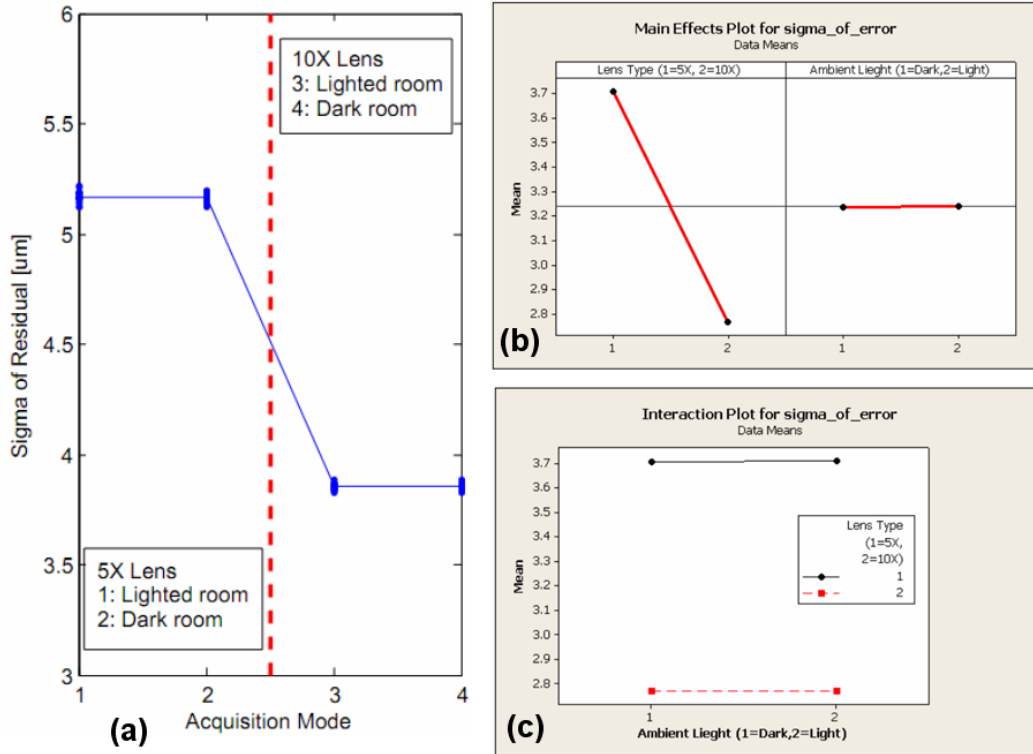 6
5.5
5
4.5
4
3.5
3
Sigma of Residual [um]
10X Lens
3: Lighted room
4: Dark room
5X Lens
1: Lighted room
2: Dark room
1 2 3 4
(a) Acquisition Mode
Main Effects Plot for sigma_of_error
Data Means
Lens Type (1=5X, 2=10X) Ambient Lieght (1=Dark,2=Light)
3.7
3.6
3.5
3.4
3.3
3.2
3.1
3.0
2.9
2.8
Mean
1 2 1 2
(b)
Interaction Plot for sigma_of_error
Data Means
3.7
3.6
3.5
3.4
3.3
3.2
3.1
3.0
2.9
2.8
Mean
Lens Type
(1=5X,
2=10X)
1
2
1 2
Ambient Lieght (1=Dark,2=Light)
(c)